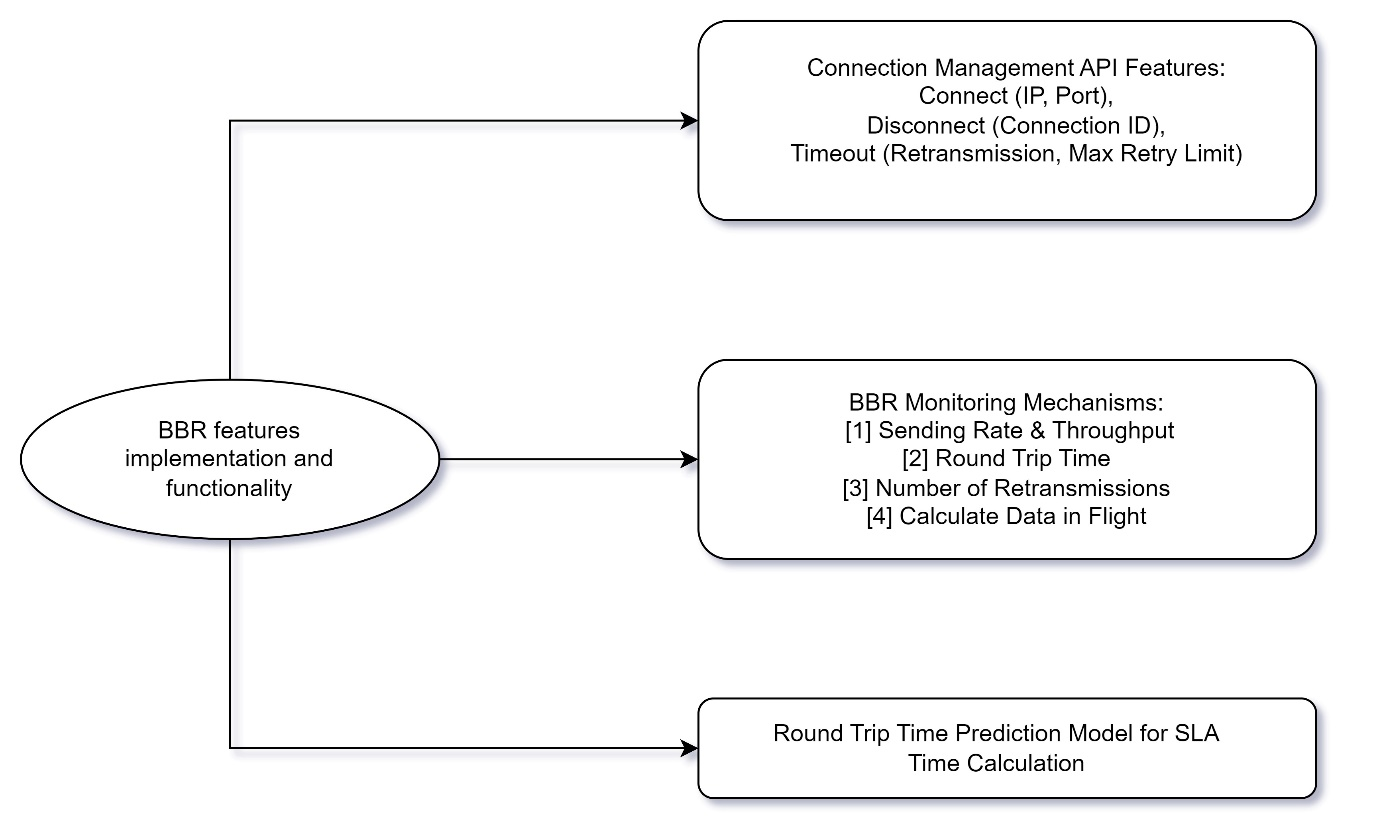 Connection Management API Features:
Connect (IP, Port),
Disconnect (Connection ID),
Timeout (Retransmission, Max Retry Limit)
BBR features
implementation and
functionality
BBR Monitoring Mechanisms:
[1] Sending Rate & Throughput
[2] Round Trip Time
[3] Number of Retransmissions
[4] Calculate Data in Flight
Round Trip Time Prediction Model for SLA
Time Calculation